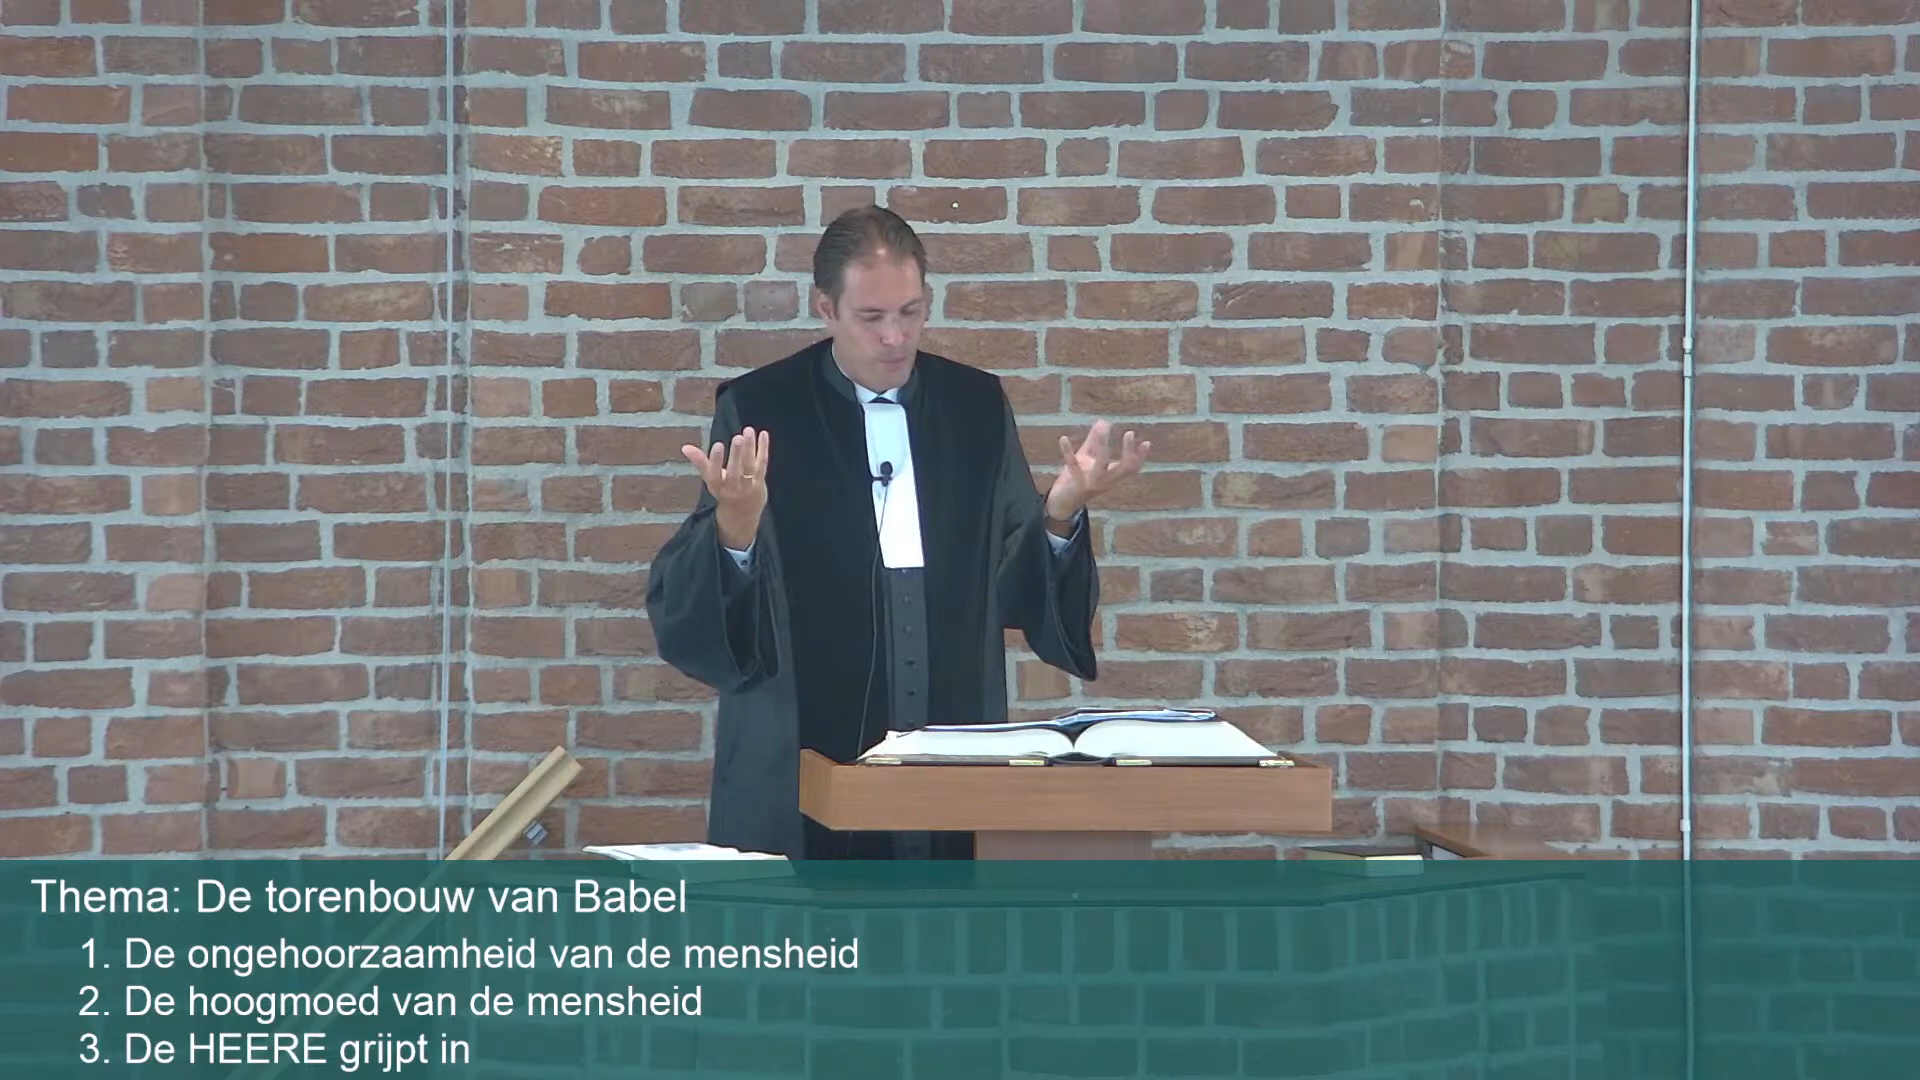 Thema: De torenbouw van Babel
1. De ongehoorzaamheid van de mensheid
2. De hoogmoed van de mensheid
3. De HEERE grijpt in